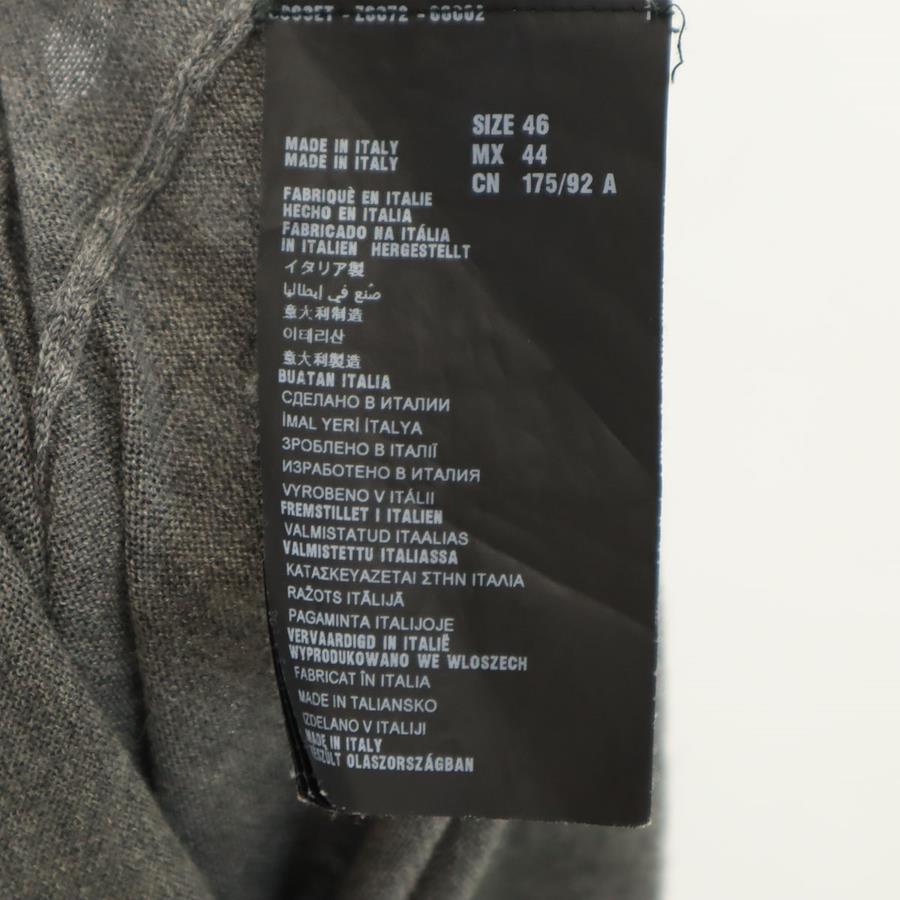 SIZE 46
MX 44
CN 175/92 A
MADE IN ITALY
MADE IN ITALY
FABRIQUÈ EN ITALIE
HECHO EN ITALIA
FABRICADO NA ITÁLIA
IN ITALIEN HERGESTELLT
イタリア製
صُنع في إيطاليا
意大利制造
이테리산
意大利製造
BUATAN ITALIA
СДЕЛАНО В ИТАЛИИ
İMAL YERİ İTALYA
ЗРОБЛЕНО В ІТАЛІЇ
ИЗРАБОТЕНО В ИТАЛИЯ
VYROBENO V ITÁLII
FREMSTILLET I ITALIEN
VALMISTATUD ITAALIAS
VALMISTETTU ITALIASSA
ΚΑΤΑΣΚΕΥΑΖΕΤΑΙ ΣΤΗΝ ΙΤΑΛΙΑ
RAŽOTS ITĀLIJĀ
PAGAMINTA ITALIJOJE
VERVAARDIGD IN ITALIË
WYPRODUKOWANO WE WLOSZECH
FABRICAT ÎN ITALIA
MADE IN TALIANSKO
IZDELANO V ITALIJI
MADE IN ITALY
OLASZORSZÁGBAN